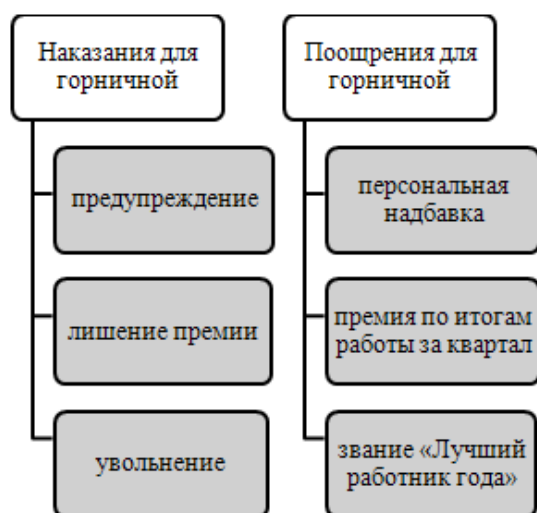 Наказания для
горничной
предупреждение
лишение премии
увольнение
Поощрения для
горничной
персональная
надбавка
премия по итогам
работы за квартал
звание «Лучший
работник года»